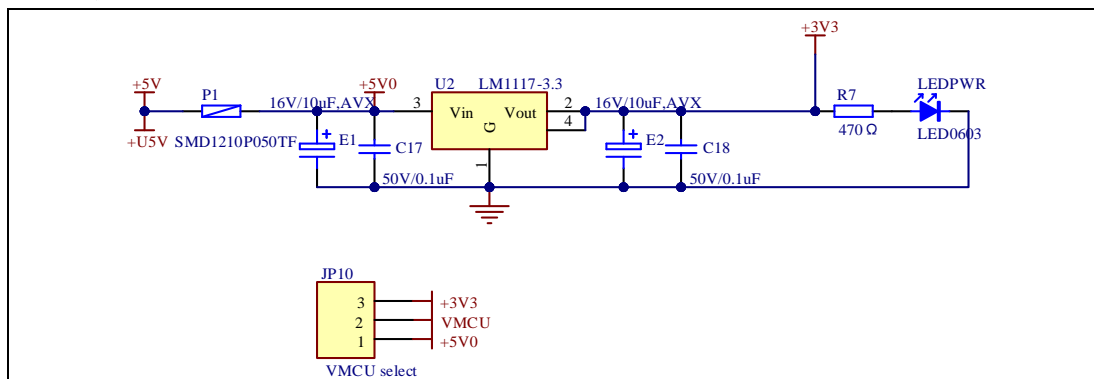 +3V3
+5V
P1
+5V0
U2
LM1117-3.3
LEDPWR
16V/10uF,AVX
3
Vin
Vout
G
2
4
1
16V/10uF,AVX
R7
470Ω
LED0603
+U5V
SMD1210P050TF
E1
C17
E2
C18
50V/0.1uF
50V/0.1uF
JP10
3
+3V3
2
VMCU
1
+5V0
VMCU select